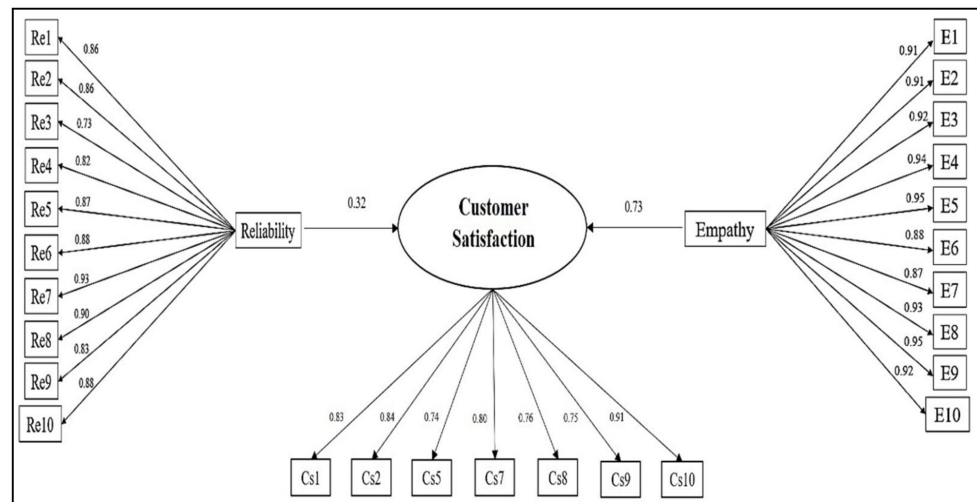 Re1
Re2
Re3
Re4
Re5
Re6
Re7
Re8
Re9
Re10
0.86
0.86
0.73
0.82
0.87
0.88
0.93
0.90
0.83
0.88
Reliability
0.32
Customer
Satisfaction
0.73
Empathy
0.91
0.91
0.92
0.94
0.95
0.88
0.87
0.93
0.95
0.92
E1
E2
E3
E4
E5
E6
E7
E8
E9
E10
0.83
0.84
0.74
0.80
0.76
0.75
0.91
Cs1
Cs2
Cs5
Cs7
Cs8
Cs9
Cs10